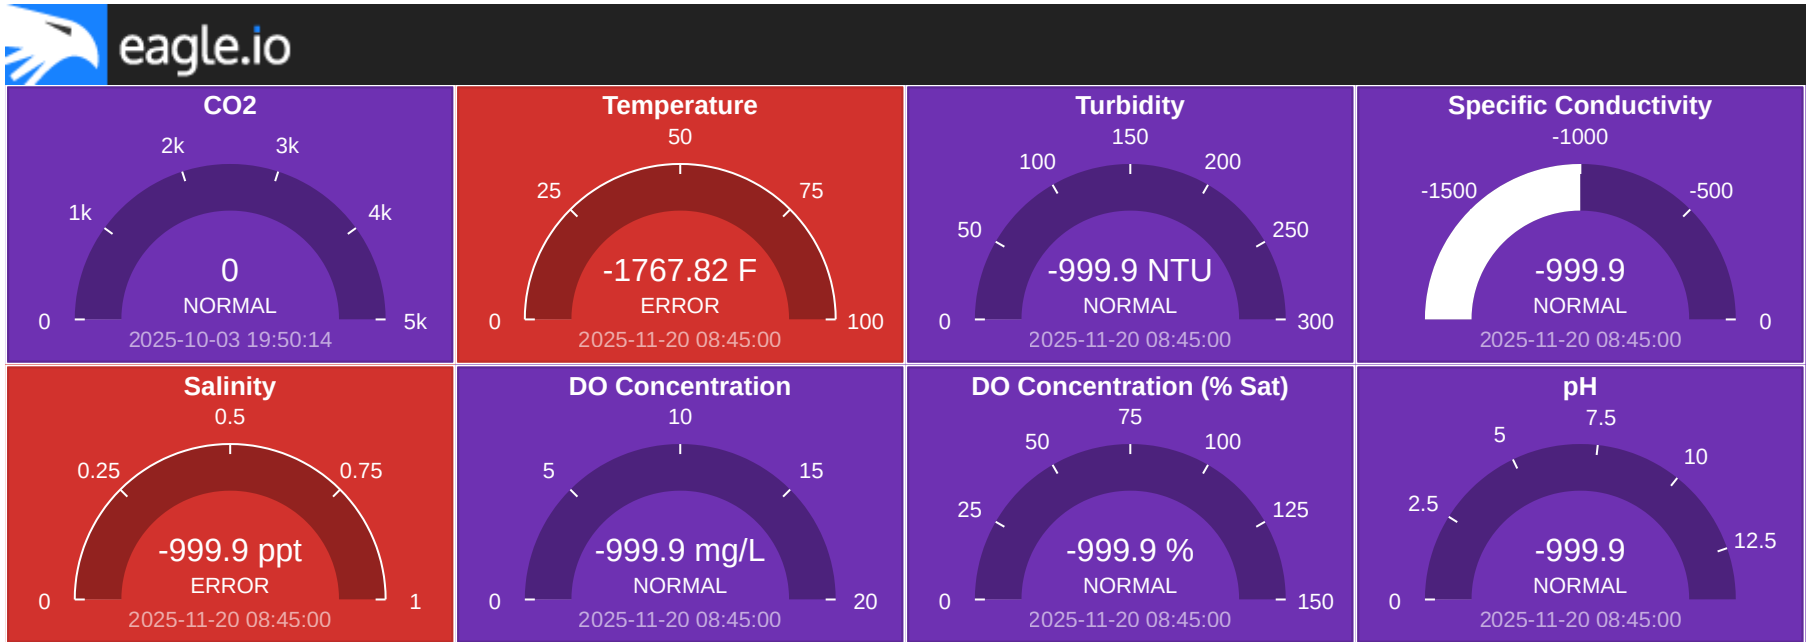 eagle.io
CO2
2k
3k
1k
4k
0
NORMAL
0
5k
2025-10-03 19:50:14
Temperature
50
25
75
-1767.82 F
ERROR
0
100
2025-11-20 08:45:00
Turbidity
150
100
200
50
250
-999.9 NTU
NORMAL
0
300
2025-11-20 08:45:00
Specific Conductivity
-1000
-1500
-500
-999.9
NORMAL
0
2025-11-20 08:45:00
Salinity
0.5
0.25
0.75
-999.9 ppt
ERROR
0
1
2025-11-20 08:45:00
DO Concentration
10
5
15
-999.9 mg/L
NORMAL
0
20
2025-11-20 08:45:00
DO Concentration (% Sat)
75
50
100
25
125
-999.9 %
NORMAL
0
150
2025-11-20 08:45:00
pH
7.5
5
10
2.5
12.5
-999.9
NORMAL
0
2025-11-20 08:45:00